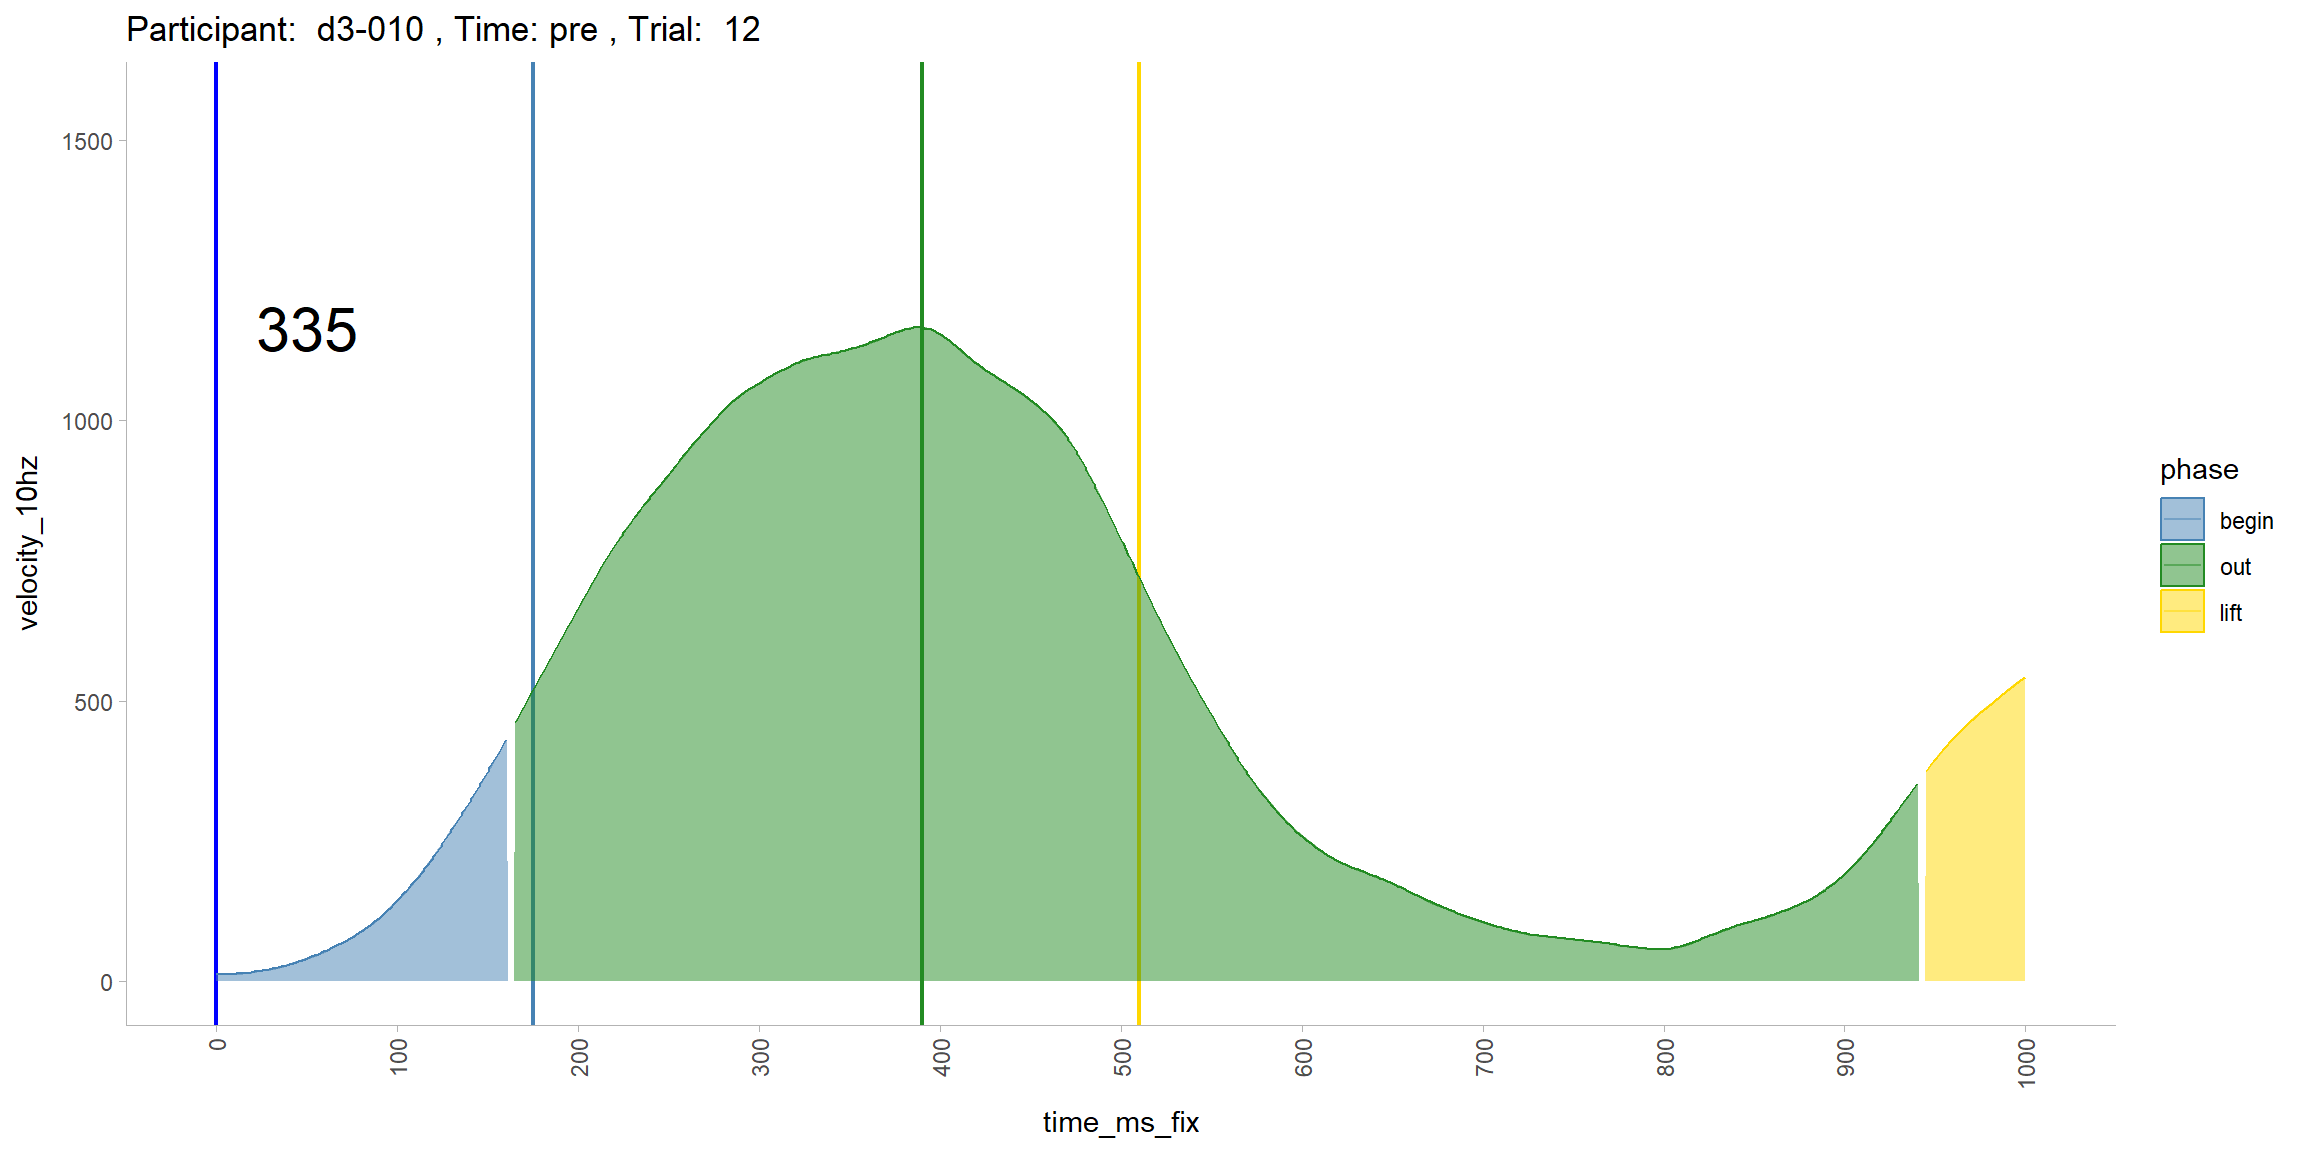 Participant:  d3-010 , Time: pre , Trial:  12
335
velocity_10hz
1500
1000
500
0
0
100
200
300
400
500
600
700
800
900
1000
time_ms_fix
phase
begin
out
lift